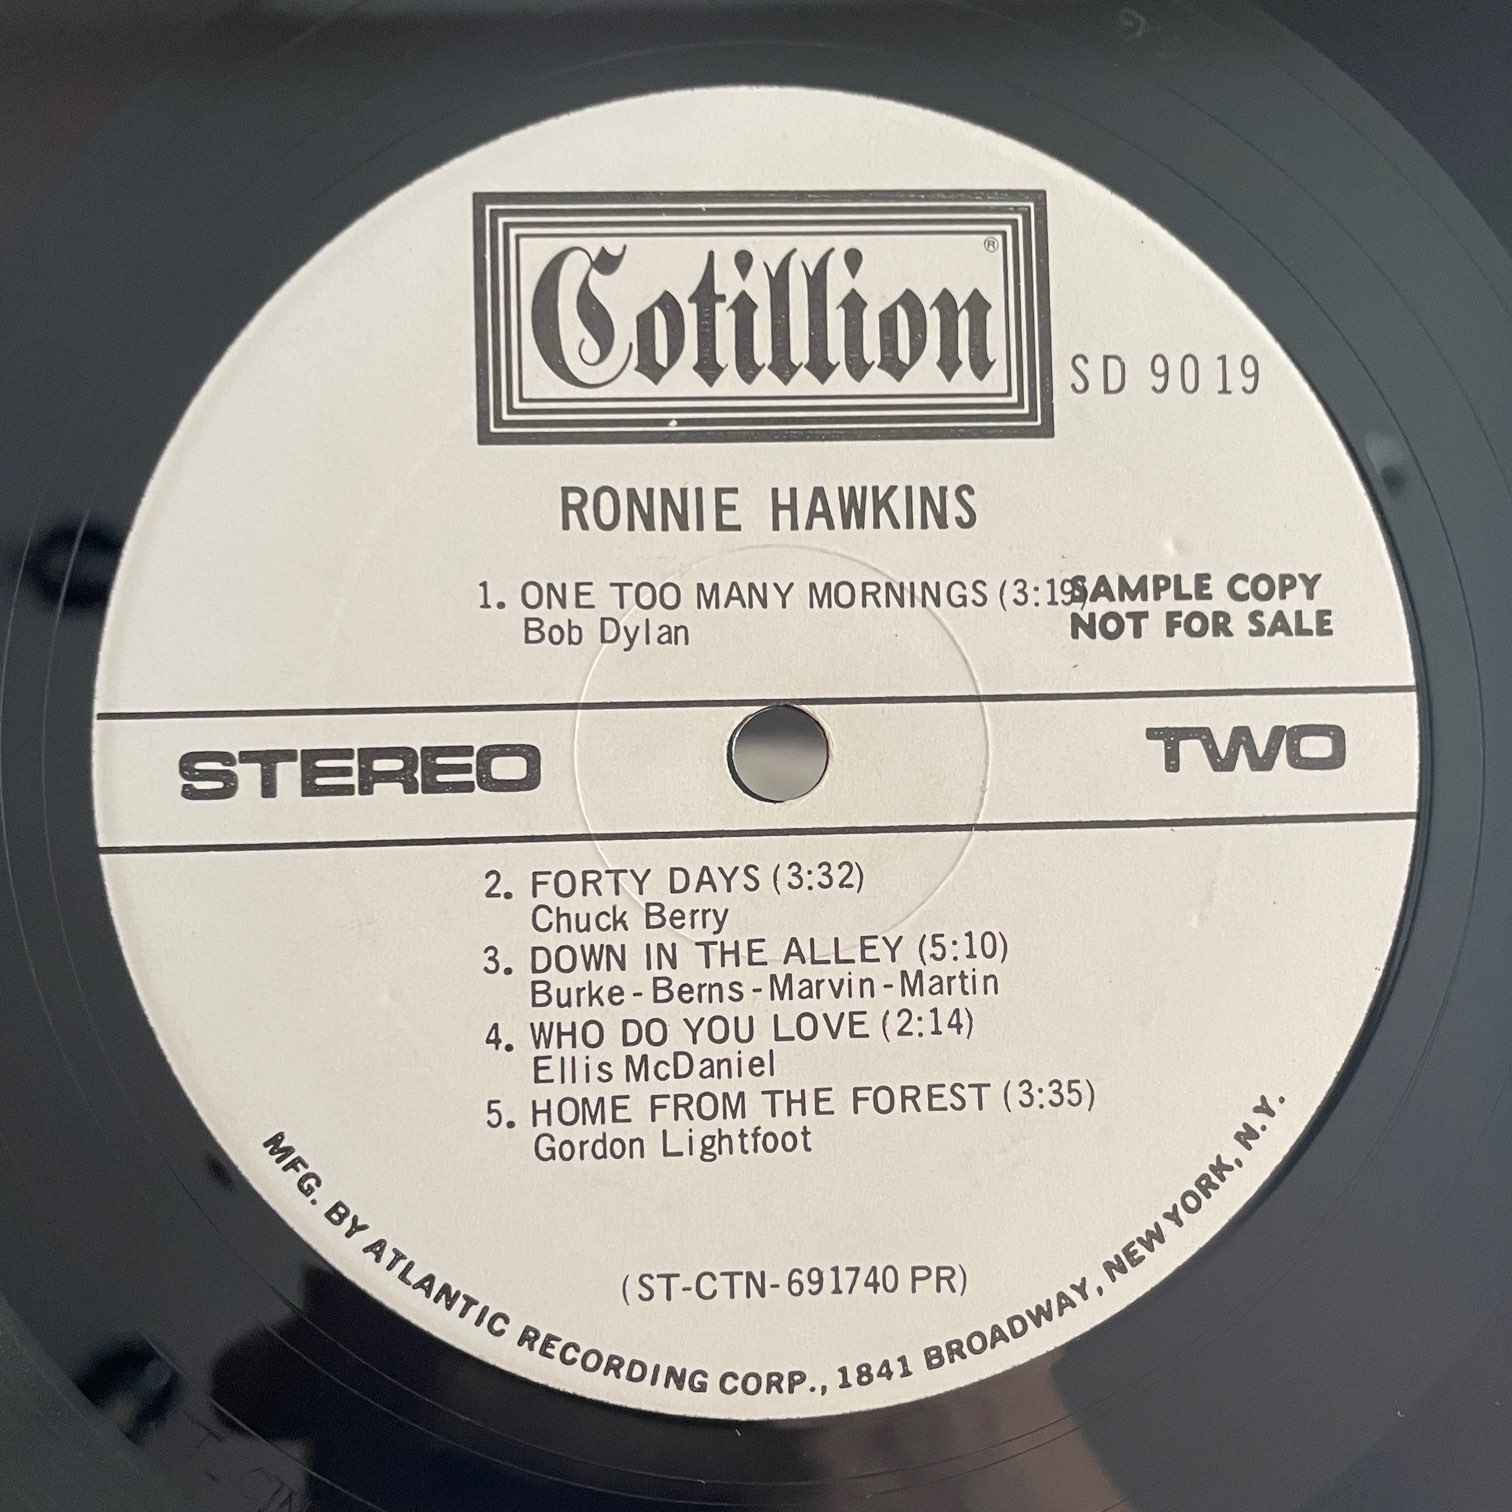 Cotillion ®
SD 9019
RONNIE HAWKINS
1. ONE TOO MANY MORNINGS (3:19)
Bob Dylan
SAMPLE COPY
NOT FOR SALE
STEREO
TWO
2. FORTY DAYS (3:32)
Chuck Berry
3. DOWN IN THE ALLEY (5:10)
Burke-Berns-Marvin-Martin
4. WHO DO YOU LOVE (2:14)
Ellis McDaniel
5. HOME FROM THE FOREST (3:35)
Gordon Lightfoot
(ST-CTN-691740 PR)
MFG. BY ATLANTIC RECORDING CORP., 1841 BROADWAY, NEW YORK, N.Y.